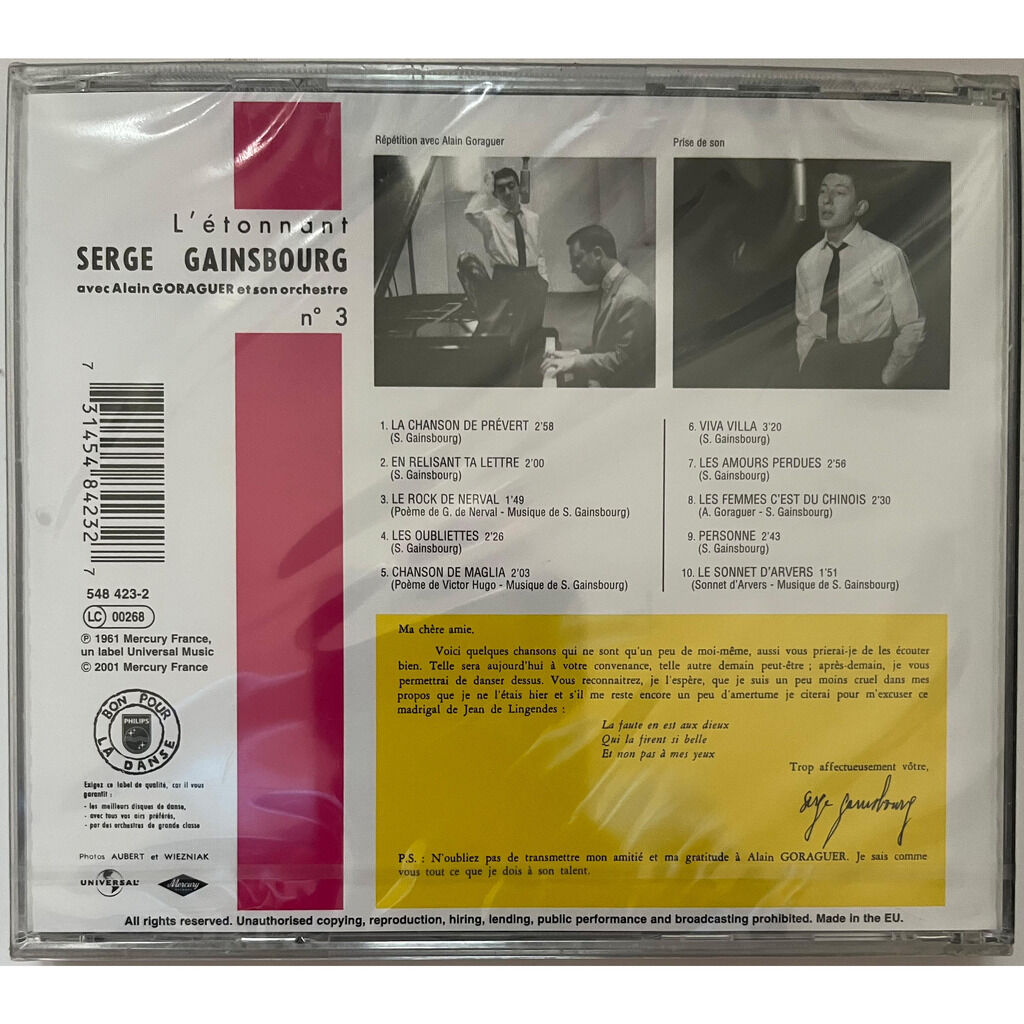 L'étonnant
SERGE GAINSBOURG
avec Alain GORAGUER et son orchestre
n° 3
Répétition avec Alain Goraguer
Prise de son
1. LA CHANSON DE PRÉVERT 2'58
(S. Gainsbourg)
2. EN RELISANT TA LETTRE 2'00
(S. Gainsbourg)
3. LE ROCK DE NERVAL 1'49
(Poème de G. de Nerval - Musique de S. Gainsbourg)
4. LES OUBLIETTES 2'26
(S. Gainsbourg)
5. CHANSON DE MAGLIA 2'03
(Poème de Victor Hugo - Musique de S. Gainsbourg)
6. VIVA VILLA 3'20
(S. Gainsbourg)
7. LES AMOURS PERDUES 2'56
(S. Gainsbourg)
8. LES FEMMES C'EST DU CHINOIS 2'30
(A. Goraguer - S. Gainsbourg)
9. PERSONNE 2'43
(S. Gainsbourg)
10. LE SONNET D'ARVERS 1'51
(Sonnet d'Arvers - Musique de S. Gainsbourg)
7 31454 84232 7
548 423-2
LC 00268
℗ 1961 Mercury France,
un label Universal Music
© 2001 Mercury France
BON POUR
PHILIPS
LA DANSE
Exigez ce label de qualité, car il vous
garantit :
- les meilleurs disques de danse,
- avec tous vos airs préférés,
- par des orchestres de grande classe
Photos AUBERT et WIEZNIAK
UNIVERSAL
Mercury
Ma chère amie,
Voici quelques chansons qui ne sont qu'un peu de moi-même, aussi vous prierai-je de les écouter
bien. Telle sera aujourd'hui à votre convenance, telle autre demain peut-être ; après-demain, je vous
permettrai de danser dessus. Vous reconnaitrez, je l'espère, que je suis un peu moins cruel dans mes
propos que je ne l'étais hier et s'il me reste encore un peu d'amertume je citerai pour m'excuser ce
madrigal de Jean de Lingendes :
La faute en est aux dieux
Qui la firent si belle
Et non pas à mes yeux
Trop affectueusement vôtre,
serge gainsbourg
P.S. : N'oubliez pas de transmettre mon amitié et ma gratitude à Alain GORAGUER. Je sais comme
vous tout ce que je dois à son talent.
All rights reserved. Unauthorised copying, reproduction, hiring, lending, public performance and broadcasting prohibited. Made in the EU.